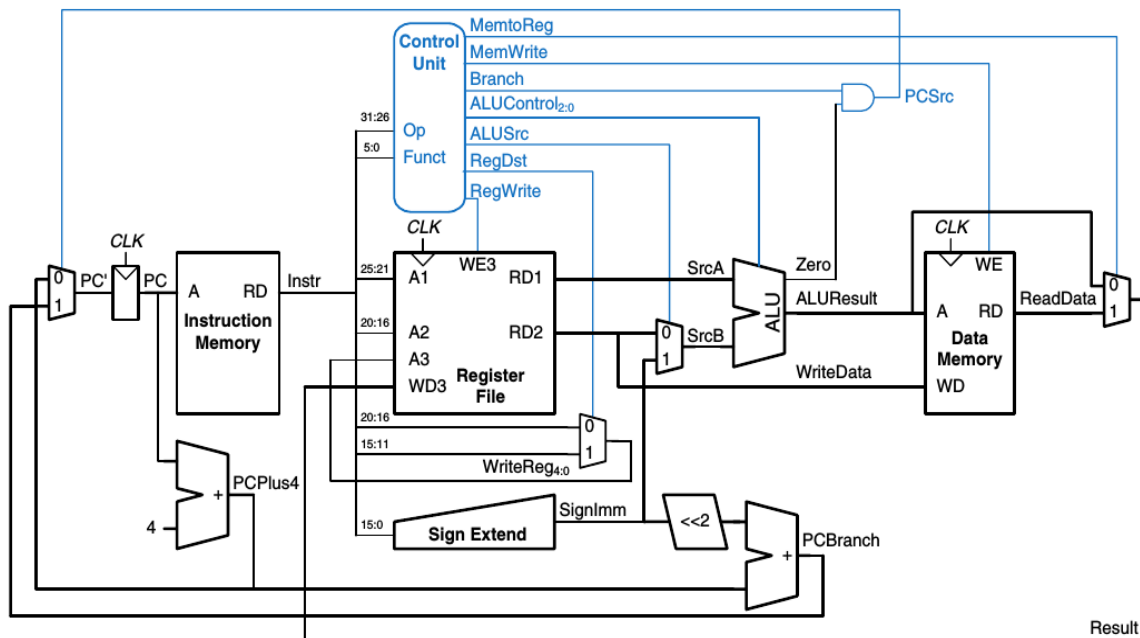 MemtoReg
Control Unit
MemWrite
Branch
PCSrc
ALUControl2:0
31:26
Op
ALUSrc
5:0
Funct
RegDst
RegWrite
CLK
CLK
CLK
0
1
PC'
PC
A
RD
Instruction Memory
Instr
25:21
A1
WE3
RD1
SrcA
Zero
WE
0
1
ALU
ALUResult
ReadData
A
RD
Data Memory
20:16
A2
RD2
0
1
SrcB
A3
WD3
Register File
WriteData
WD
20:16
0
15:11
1
WriteReg4:0
PCPlus4
+
4
15:0
Sign Extend
SignImm
<<2
+
PCBranch
Result